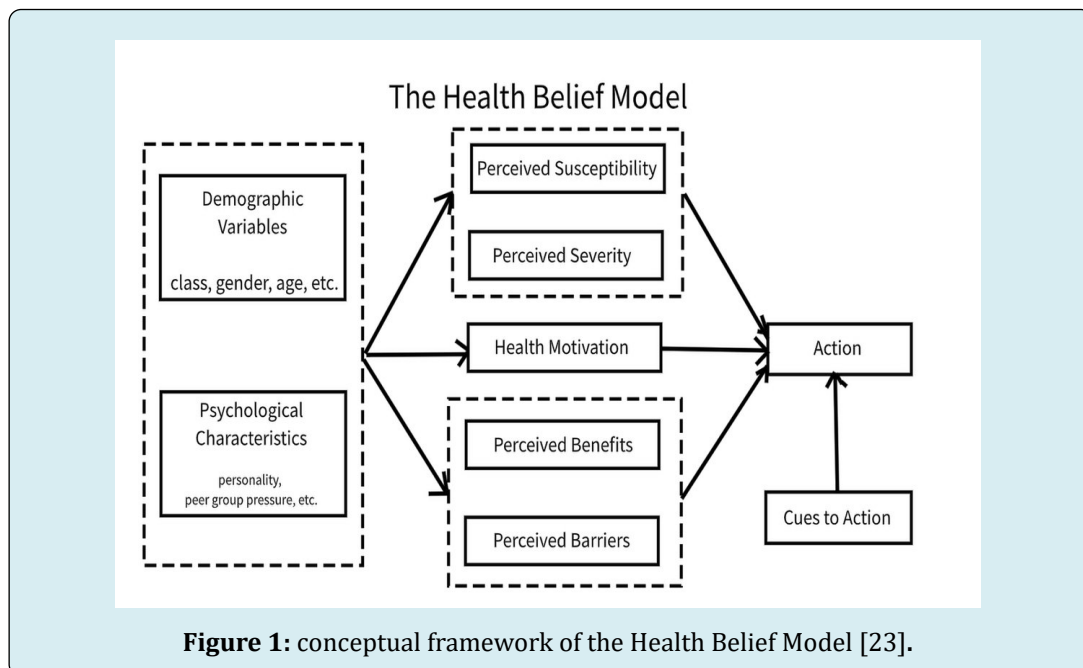 The Health Belief Model
Demographic
Variables
class, gender, age, etc.
Psychological
Characteristics
personality,
peer group pressure, etc.
Perceived Susceptibility
Perceived Severity
Health Motivation
Perceived Benefits
Perceived Barriers
Action
Cues to Action
Figure 1: conceptual framework of the Health Belief Model [23].